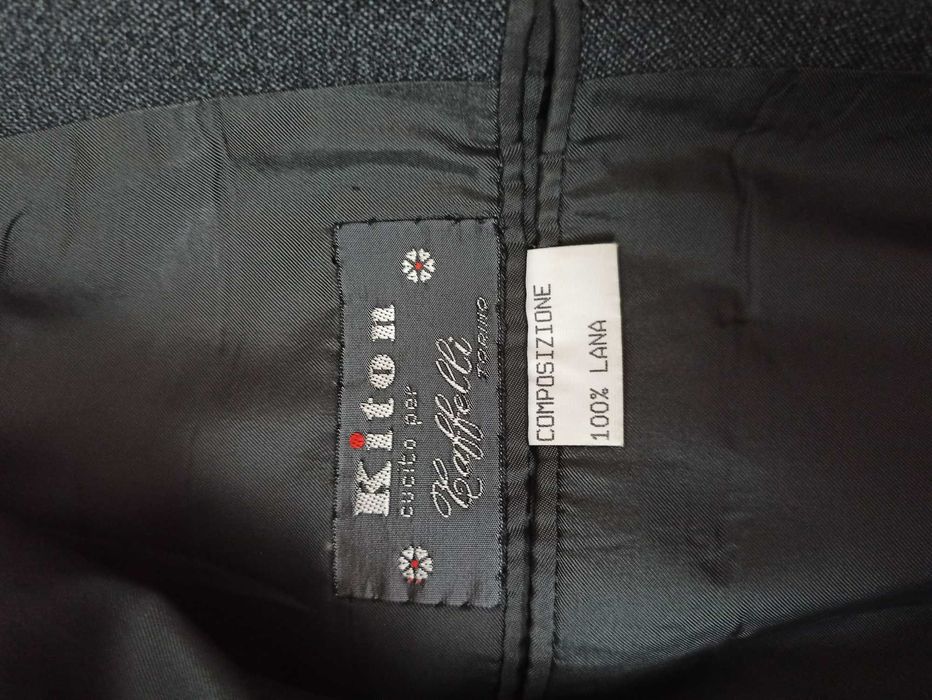 Kiton
cucito per
Caffelli
TORINO
COMPOSIZIONE
100% LANA